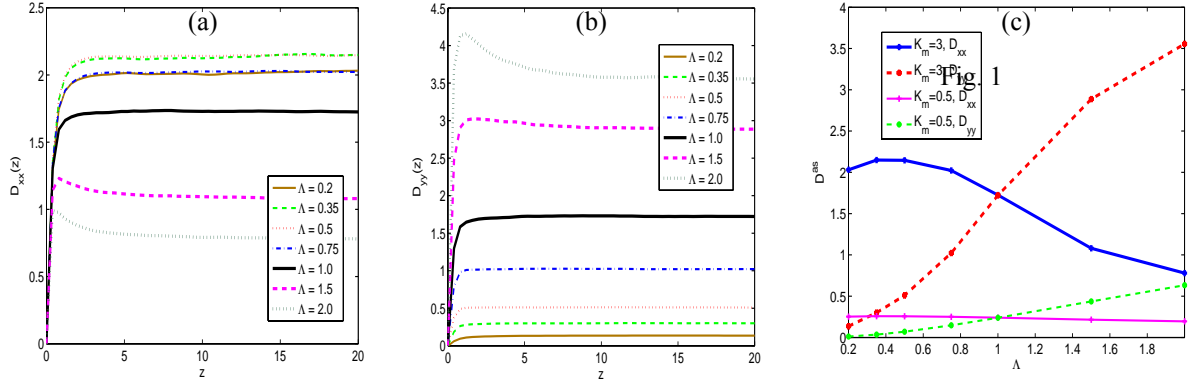 (a)
2.5
2
1.5
1
0.5
0
0 5 10 15 20
D_xx(z)
z
Λ = 0.2
Λ = 0.35
Λ = 0.5
Λ = 0.75
Λ = 1.0
Λ = 1.5
Λ = 2.0
(b)
4.5
4
3.5
3
2.5
2
1.5
1
0.5
0
0 5 10 15 20
D_yy(z)
z
Λ = 0.2
Λ = 0.35
Λ = 0.5
Λ = 0.75
Λ = 1.0
Λ = 1.5
Λ = 2.0
(c)
4
3.5
3
2.5
2
1.5
1
0.5
0
0.2 0.4 0.6 0.8 1.0 1.2 1.4 1.6 1.8
D^as
Λ
K_m=3, D_xx
K_m=3, D
K_m=0.5, D_xx
K_m=0.5, D_yy
Fig. 1